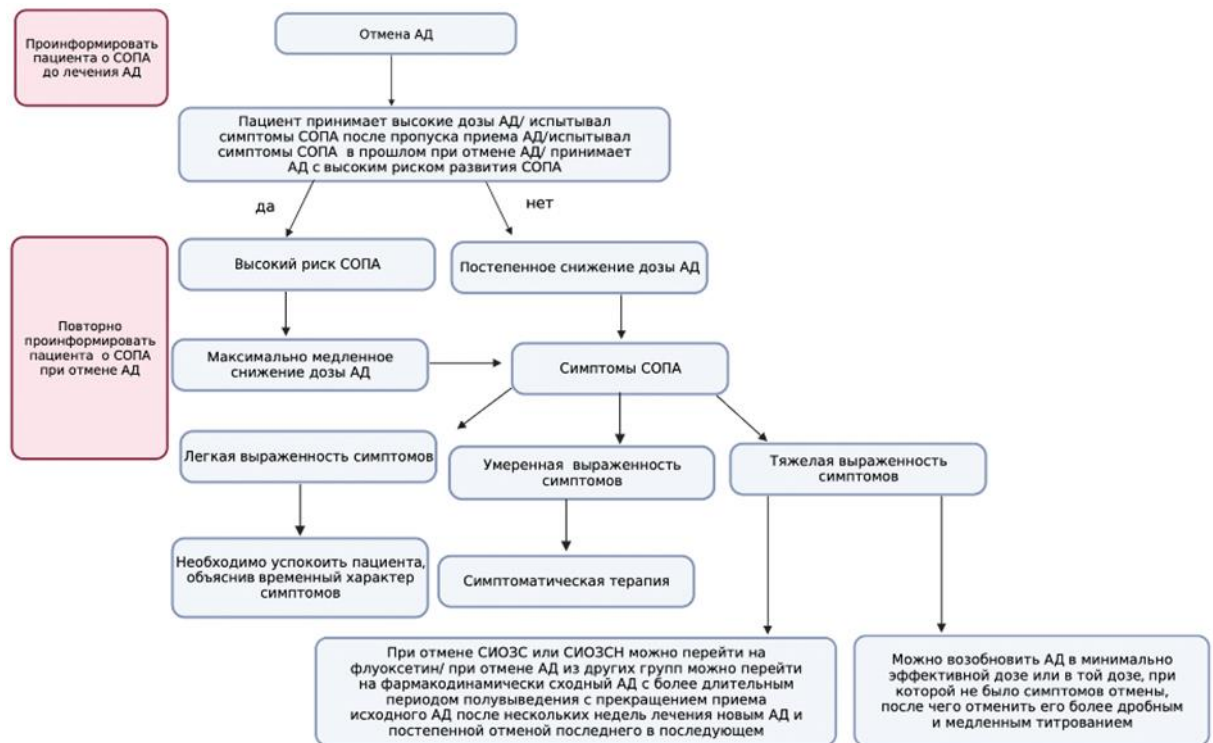 Проинформировать
пациента о СОПА
до лечения АД
Отмена АД
Пациент принимает высокие дозы АД/ испытывал
симптомы СОПА после пропуска приема АД/испытывал
симптомы СОПА в прошлом при отмене АД/ принимает
АД с высоким риском развития СОПА
да
нет
Повторно
проинформировать
пациента о СОПА
при отмене АД
Высокий риск СОПА
Постепенное снижение дозы АД
Максимально медленное
снижение дозы АД
Симптомы СОПА
Легкая выраженность симптомов
Умеренная выраженность
симптомов
Тяжелая выраженность
симптомов
Необходимо успокоить пациента,
объяснив временный характер
симптомов
Симптоматическая терапия
При отмене СИОЗС или СИОЗСН можно перейти на
флуоксетин/ при отмене АД из других групп можно перейти
на фармакодинамически сходный АД с более длительным
периодом полувыведения с прекращением приема
исходного АД после нескольких недель лечения новым АД и
постепенной отменой последнего в последующем
Можно возобновить АД в минимально
эффективной дозе или в той дозе, при
которой не было симптомов отмены,
после чего отменить его более дробным
и медленным титрованием